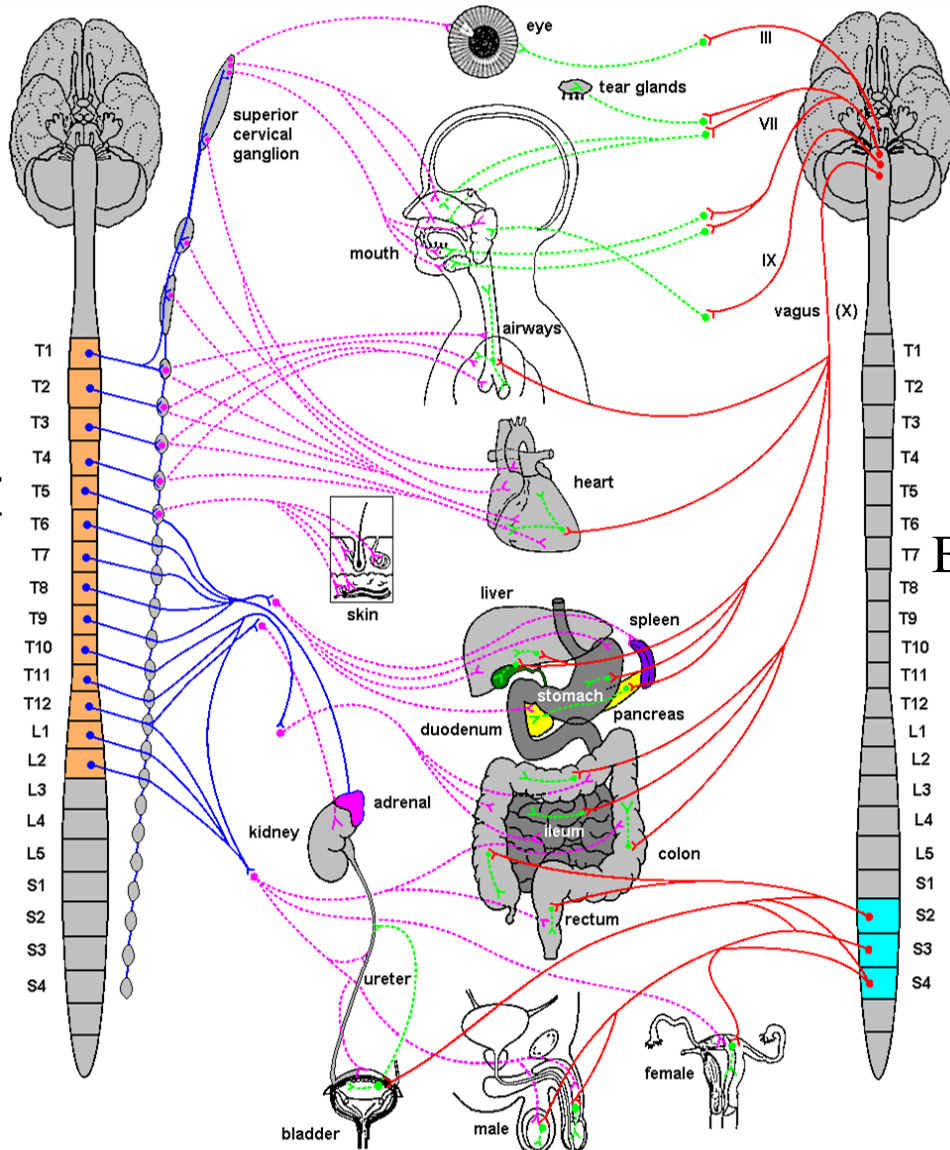 eye
III
tear glands
superior
cervical
ganglion
VII
mouth
IX
airways
vagus (X)
T1
T2
T3
T4
T5
T6
T7
T8
T9
T10
T11
T12
L1
L2
L3
L4
L5
S1
S2
S3
S4
heart
skin
liver
spleen
stomach
pancreas
duodenum
adrenal
kidney
ileum
colon
rectum
ureter
bladder
male
female
T1
T2
T3
T4
T5
T6
T7
T8
T9
T10
T11
T12
L1
L2
L3
L4
L5
S1
S2
S3
S4